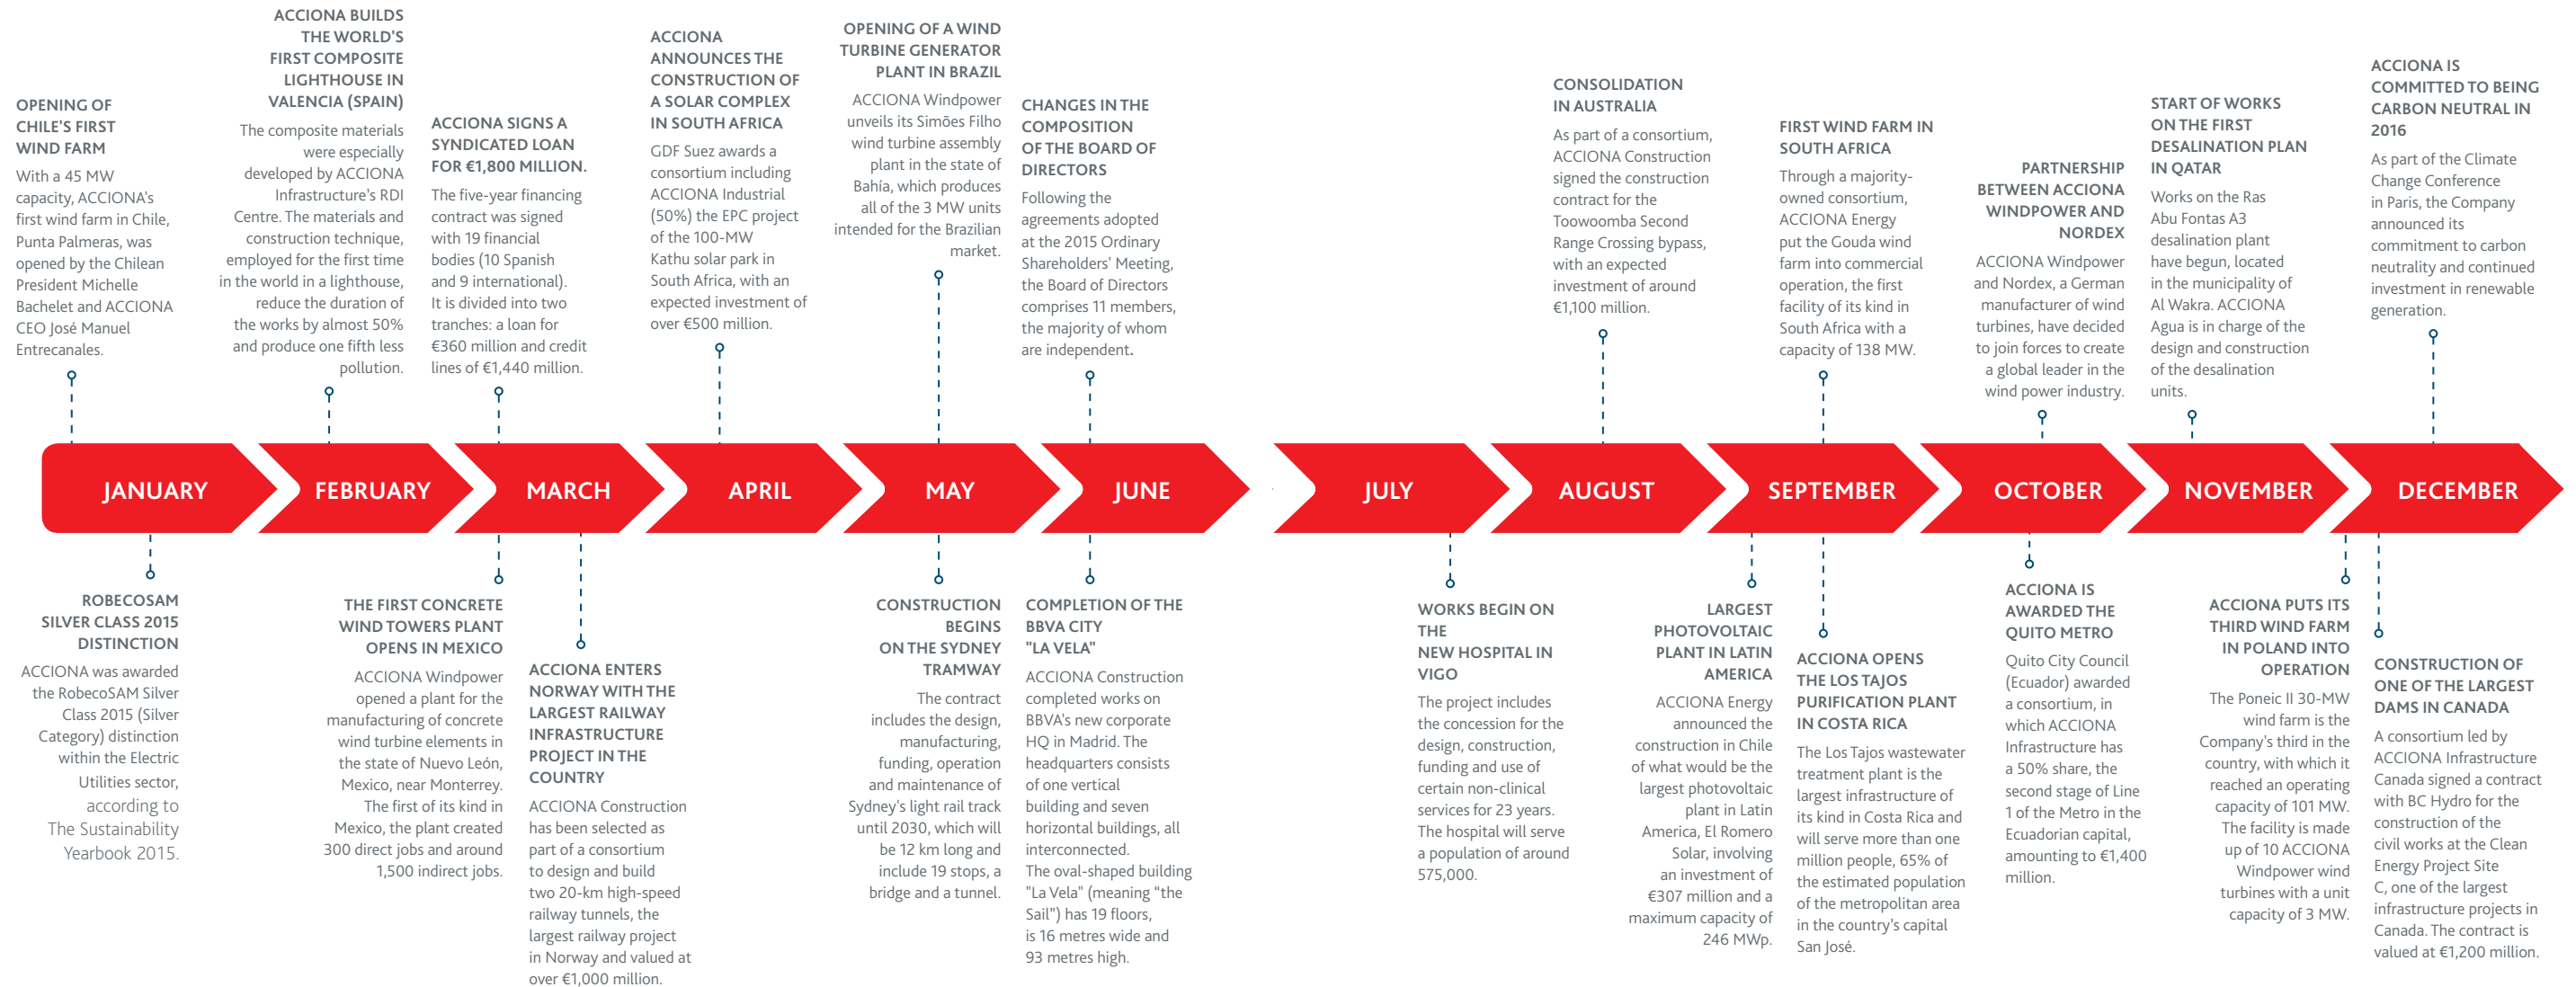 OPENING OF
CHILE'S FIRST
WIND FARM
With a 45 MW
capacity, ACCIONA's
first wind farm in Chile,
Punta Palmeras, was
opened by the Chilean
President Michelle
Bachelet and ACCIONA
CEO José Manuel
Entrecanales.
ACCIONA BUILDS
THE WORLD'S
FIRST COMPOSITE
LIGHTHOUSE IN
VALENCIA (SPAIN)
The composite materials
were especially
developed by ACCIONA
Infrastructure's RDI
Centre. The materials and
construction technique,
employed for the first time
in the world in a lighthouse,
reduce the duration of
the works by almost 50%
and produce one fifth less
pollution.
ACCIONA SIGNS A
SYNDICATED LOAN
FOR €1,800 MILLION.
The five-year financing
contract was signed
with 19 financial
bodies (10 Spanish
and 9 international).
It is divided into two
tranches: a loan for
€360 million and credit
lines of €1,440 million.
ACCIONA
ANNOUNCES THE
CONSTRUCTION OF
A SOLAR COMPLEX
IN SOUTH AFRICA
GDF Suez awards a
consortium including
ACCIONA Industrial
(50%) the EPC project
of the 100-MW
Kathu solar park in
South Africa, with an
expected investment of
over €500 million.
OPENING OF A WIND
TURBINE GENERATOR
PLANT IN BRAZIL
ACCIONA Windpower
unveils its Simões Filho
wind turbine assembly
plant in the state of
Bahía, which produces
all of the 3 MW units
intended for the Brazilian
market.
CHANGES IN THE
COMPOSITION
OF THE BOARD OF
DIRECTORS
Following the
agreements adopted
at the 2015 Ordinary
Shareholders' Meeting,
the Board of Directors
comprises 11 members,
the majority of whom
are independent.
CONSOLIDATION
IN AUSTRALIA
As part of a consortium,
ACCIONA Construction
signed the construction
contract for the
Toowoomba Second
Range Crossing bypass,
with an expected
investment of around
€1,100 million.
FIRST WIND FARM IN
SOUTH AFRICA
Through a majority-
owned consortium,
ACCIONA Energy
put the Gouda wind
farm into commercial
operation, the first
facility of its kind in
South Africa with a
capacity of 138 MW.
PARTNERSHIP
BETWEEN ACCIONA
WINDPOWER AND
NORDEX
ACCIONA Windpower
and Nordex, a German
manufacturer of wind
turbines, have decided
to join forces to create
a global leader in the
wind power industry.
START OF WORKS
ON THE FIRST
DESALINATION PLAN
IN QATAR
Works on the Ras
Abu Fontas A3
desalination plant
have begun, located
in the municipality of
Al Wakra. ACCIONA
Agua is in charge of the
design and construction
of the desalination
units.
ACCIONA IS
COMMITTED TO BEING
CARBON NEUTRAL IN
2016
As part of the Climate
Change Conference
in Paris, the Company
announced its
commitment to carbon
neutrality and continued
investment in renewable
generation.
JANUARY
FEBRUARY
MARCH
APRIL
MAY
JUNE
JULY
AUGUST
SEPTEMBER
OCTOBER
NOVEMBER
DECEMBER
ROBECOSAM
SILVER CLASS 2015
DISTINCTION
ACCIONA was awarded
the RobecoSAM Silver
Class 2015 (Silver
Category) distinction
within the Electric
Utilities sector,
according to
The Sustainability
Yearbook 2015.
THE FIRST CONCRETE
WIND TOWERS PLANT
OPENS IN MEXICO
ACCIONA Windpower
opened a plant for the
manufacturing of concrete
wind turbine elements in
the state of Nuevo León,
Mexico, near Monterrey.
The first of its kind in
Mexico, the plant created
300 direct jobs and around
1,500 indirect jobs.
ACCIONA ENTERS
NORWAY WITH THE
LARGEST RAILWAY
INFRASTRUCTURE
PROJECT IN THE
COUNTRY
ACCIONA Construction
has been selected as
part of a consortium
to design and build
two 20-km high-speed
railway tunnels, the
largest railway project
in Norway and valued at
over €1,000 million.
CONSTRUCTION
BEGINS
ON THE SYDNEY
TRAMWAY
The contract
includes the design,
manufacturing,
funding, operation
and maintenance of
Sydney's light rail track
until 2030, which will
be 12 km long and
include 19 stops, a
bridge and a tunnel.
COMPLETION OF THE
BBVA CITY
"LA VELA"
ACCIONA Construction
completed works on
BBVA's new corporate
HQ in Madrid. The
headquarters consists
of one vertical
building and seven
horizontal buildings, all
interconnected.
The oval-shaped building
"La Vela" (meaning "the
Sail") has 19 floors,
is 16 metres wide and
93 metres high.
WORKS BEGIN ON
THE
NEW HOSPITAL IN
VIGO
The project includes
the concession for the
design, construction,
funding and use of
certain non-clinical
services for 23 years.
The hospital will serve
a population of around
575,000.
LARGEST
PHOTOVOLTAIC
PLANT IN LATIN
AMERICA
ACCIONA Energy
announced the
construction in Chile
of what would be the
largest photovoltaic
plant in Latin
America, El Romero
Solar, involving
an investment of
€307 million and a
maximum capacity of
246 MWp.
ACCIONA OPENS
THE LOS TAJOS
PURIFICATION PLANT
IN COSTA RICA
The Los Tajos wastewater
treatment plant is the
largest infrastructure of
its kind in Costa Rica and
will serve more than one
million people, 65% of
the estimated population
of the metropolitan area
in the country's capital
San José.
ACCIONA IS
AWARDED THE
QUITO METRO
Quito City Council
(Ecuador) awarded
a consortium, in
which ACCIONA
Infrastructure has
a 50% share, the
second stage of Line
1 of the Metro in the
Ecuadorian capital,
amounting to €1,400
million.
ACCIONA PUTS ITS
THIRD WIND FARM
IN POLAND INTO
OPERATION
The Poneic II 30-MW
wind farm is the
Company's third in the
country, with which it
reached an operating
capacity of 101 MW.
The facility is made
up of 10 ACCIONA
Windpower wind
turbines with a unit
capacity of 3 MW.
CONSTRUCTION OF
ONE OF THE LARGEST
DAMS IN CANADA
A consortium led by
ACCIONA Infrastructure
Canada signed a contract
with BC Hydro for the
construction of the
civil works at the Clean
Energy Project Site
C, one of the largest
infrastructure projects in
Canada. The contract is
valued at €1,200 million.